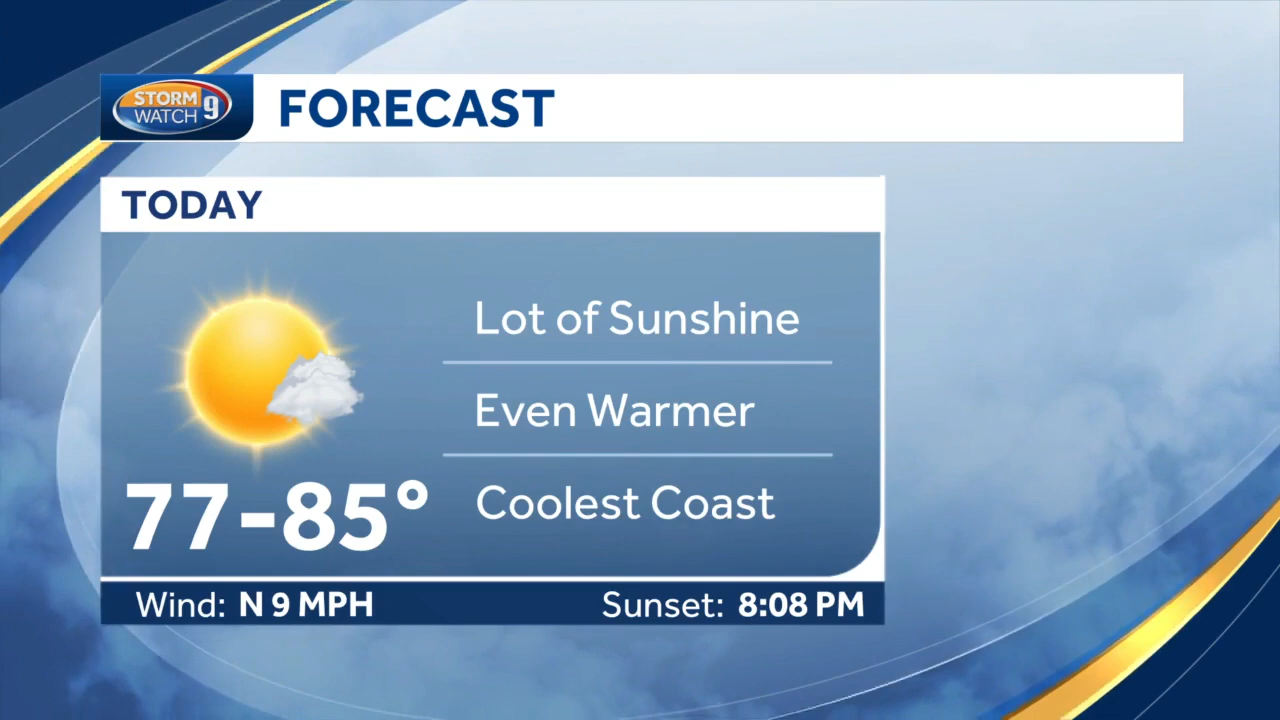 STORM
WATCH 9
FORECAST
TODAY
Lot of Sunshine
Even Warmer
Coolest Coast
77-85°
Wind: N 9 MPH
Sunset: 8:08 PM